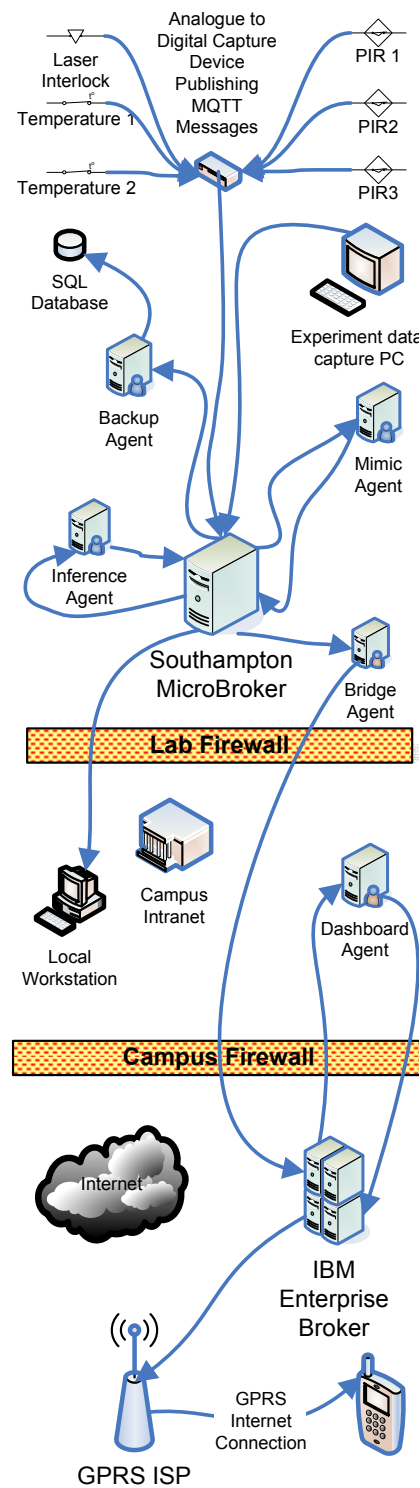 Analogue to
Digital Capture
Device
Publishing
MQTT
Messages
Laser
Interlock
Temperature 1
Temperature 2
PIR 1
PIR2
PIR3
SQL
Database
Experiment data
capture PC
Backup
Agent
Mimic
Agent
Inference
Agent
Southampton
MicroBroker
Bridge
Agent
Lab Firewall
Campus
Intranet
Local
Workstation
Dashboard
Agent
Campus Firewall
Internet
IBM
Enterprise
Broker
GPRS
Internet
Connection
GPRS ISP